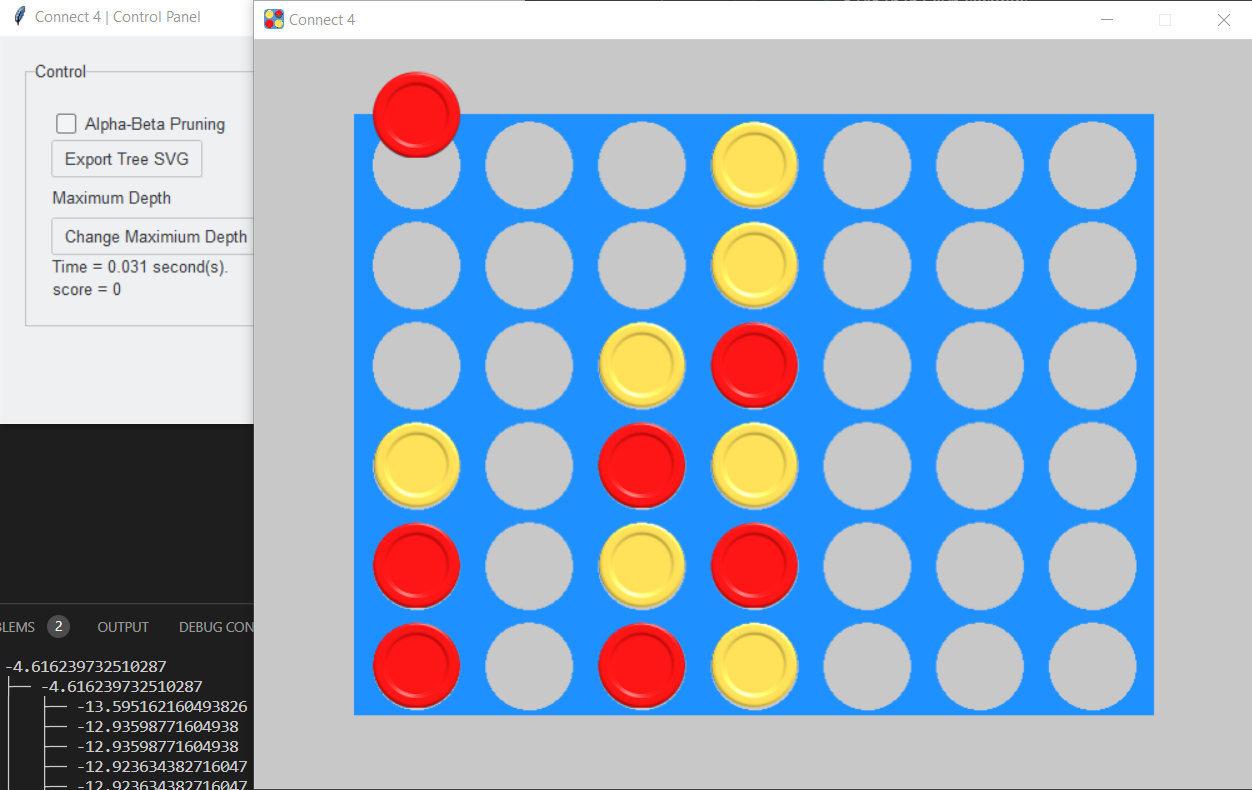 Connect 4 | Control Panel
Connect 4
Control
Alpha-Beta Pruning
Export Tree SVG
Maximum Depth
Change Maximium Depth
Time = 0.031 second(s).
score = 0
BLEMS 2 OUTPUT DEBUG CON
-4.616239732510287
-4.616239732510287
-13.595162160493826
-12.93598771604938
-12.93598771604938
-12.923634382716047
-12.923634382716047